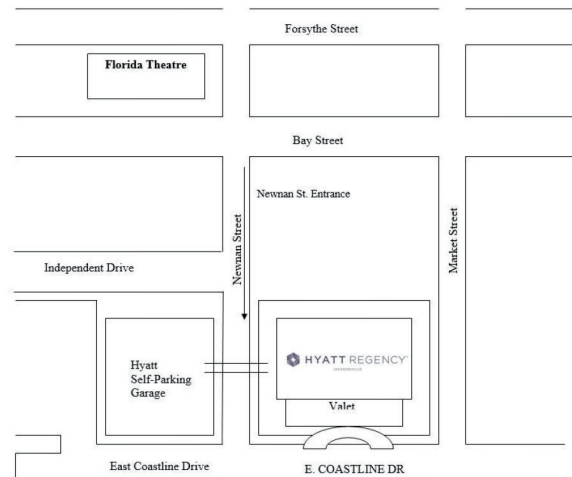 Forsythe Street
Florida Theatre
Bay Street
Newnan St. Entrance
Newnan Street
Market Street
Independent Drive
Hyatt
Self-Parking
Garage
HYATT REGENCY
Valet
East Coastline Drive
E. COASTLINE DR